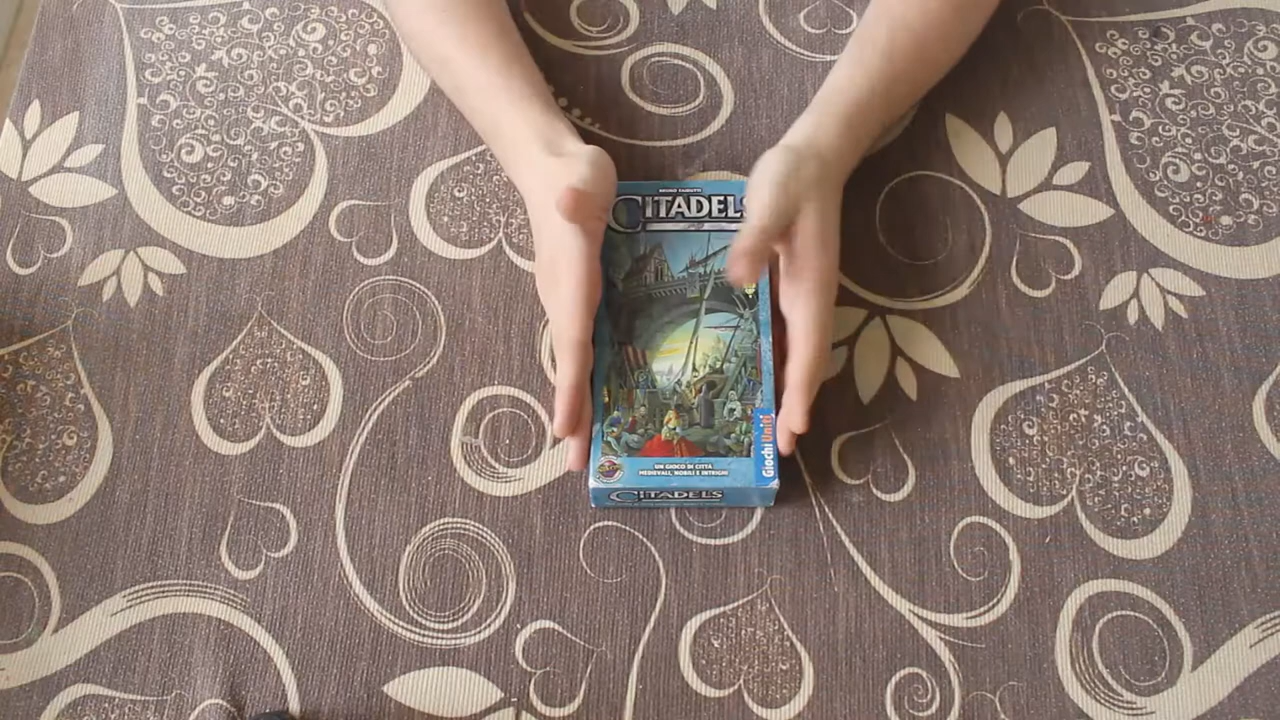 BRUNO FAIDUTTI
CITADELS
UN GIOCO DI CITTÀ
MEDIEVALI, NOBILI E INTRIGHI
Giochi Uniti
CITADELS